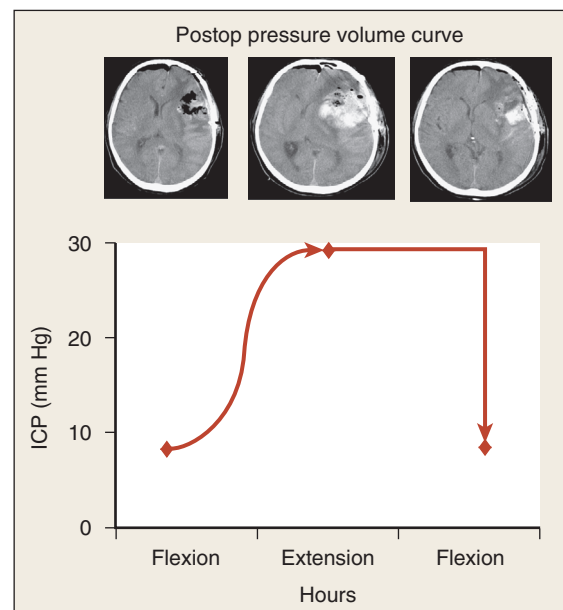 Postop pressure volume curve
30
20
10
0
ICP (mm Hg)
Flexion Extension Flexion
Hours